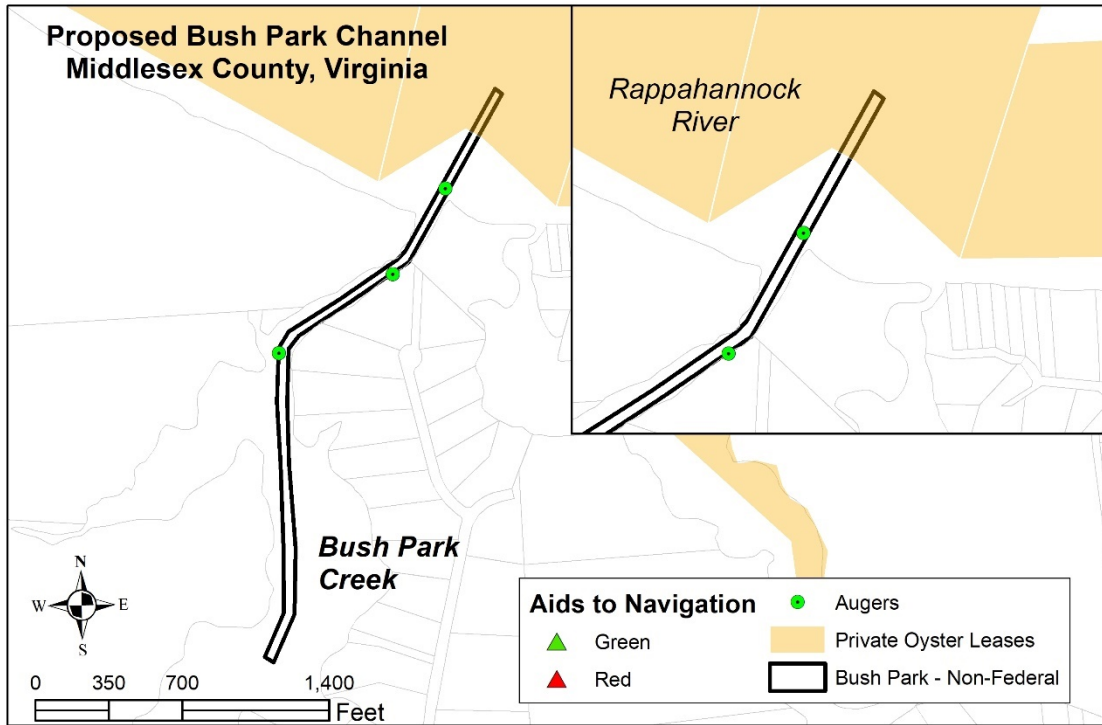 Proposed Bush Park Channel
Middlesex County, Virginia
Rappahannock
River
Bush Park
Creek
N
W
E
S
0
350
700
1,400
Feet
Aids to Navigation
Green
Red
Augers
Private Oyster Leases
Bush Park - Non-Federal